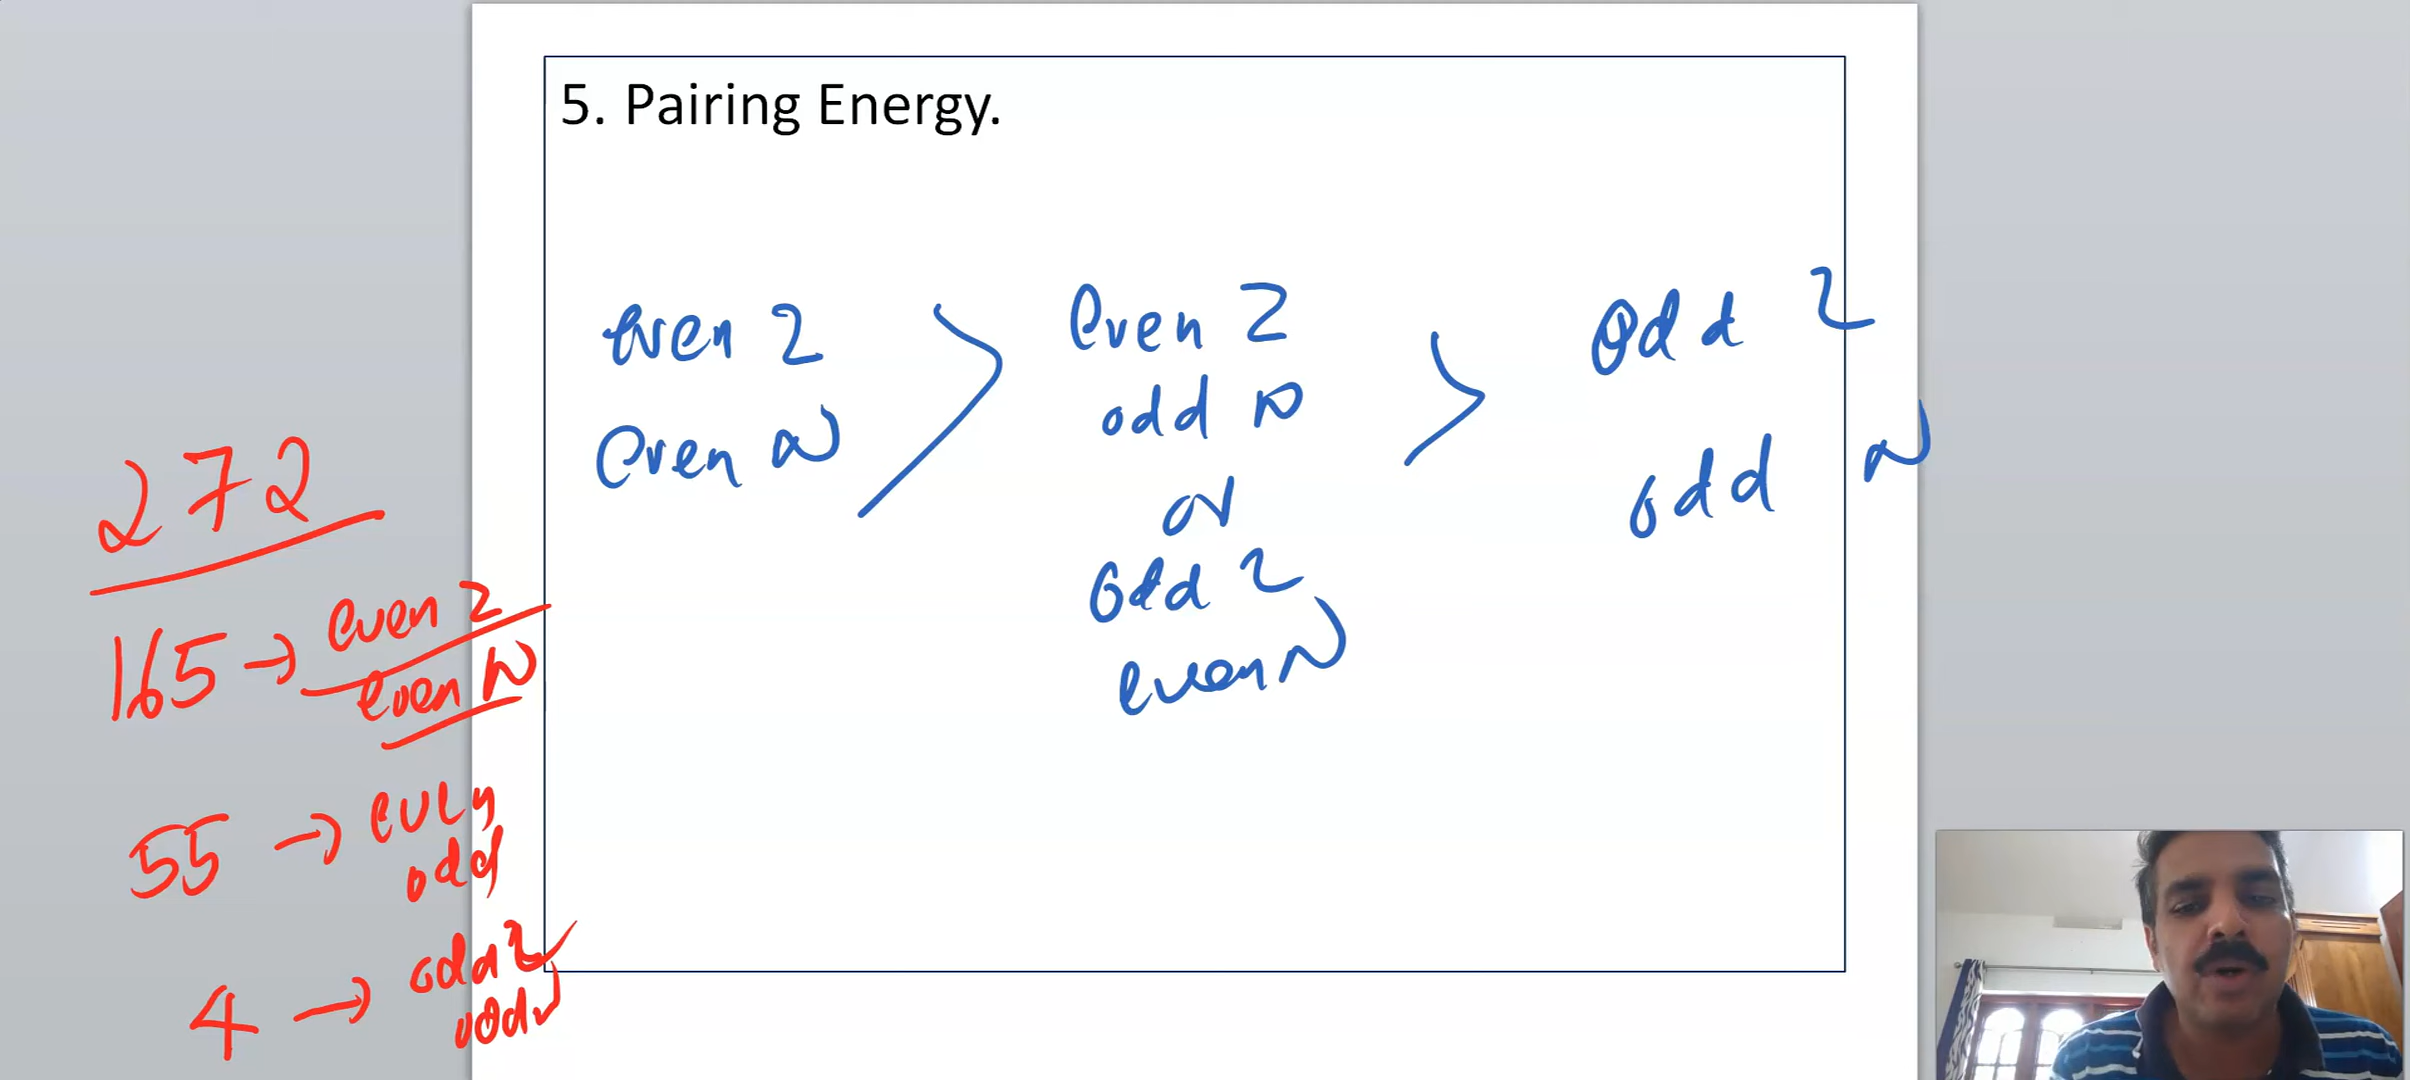 5. Pairing Energy.
even Z
even N
>
even Z
odd N
or
odd Z
even N
>
odd Z
odd N
272
165 → even Z
even N
55 → even
odd
4 → odd Z
odd N